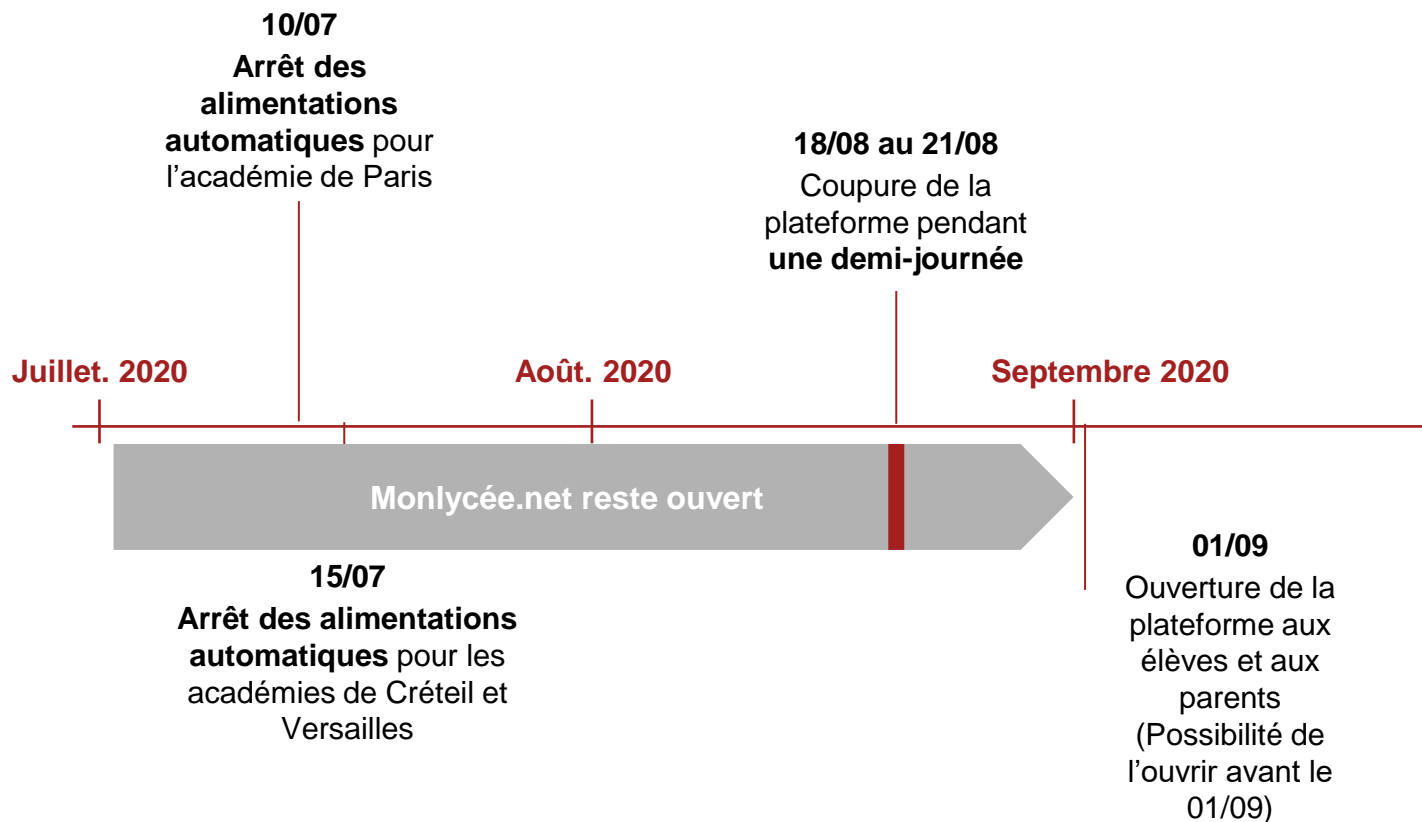 10/07
Arrêt des
alimentations
automatiques pour
l’académie de Paris
18/08 au 21/08
Coupure de la
plateforme pendant
une demi-journée
Juillet. 2020
Août. 2020
Septembre 2020
Monlycée.net reste ouvert
15/07
Arrêt des alimentations
automatiques pour les
académies de Créteil et
Versailles
01/09
Ouverture de la
plateforme aux
élèves et aux
parents
(Possibilité de
l’ouvrir avant le
01/09)